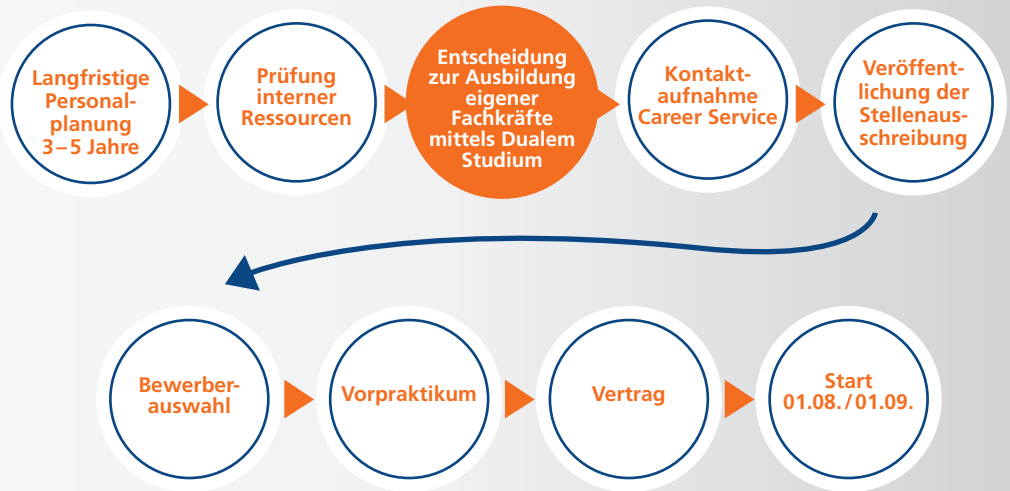 Langfristige
Personal-
planung
3–5 Jahre
Prüfung
interner
Ressourcen
Entscheidung
zur Ausbildung
eigener
Fachkräfte
mittels Dualem
Studium
Kontakt-
aufnahme
Career Service
Veröffent-
lichung der
Stellenaus-
schreibung
Bewerber-
auswahl
Vorpraktikum
Vertrag
Start
01.08./01.09.